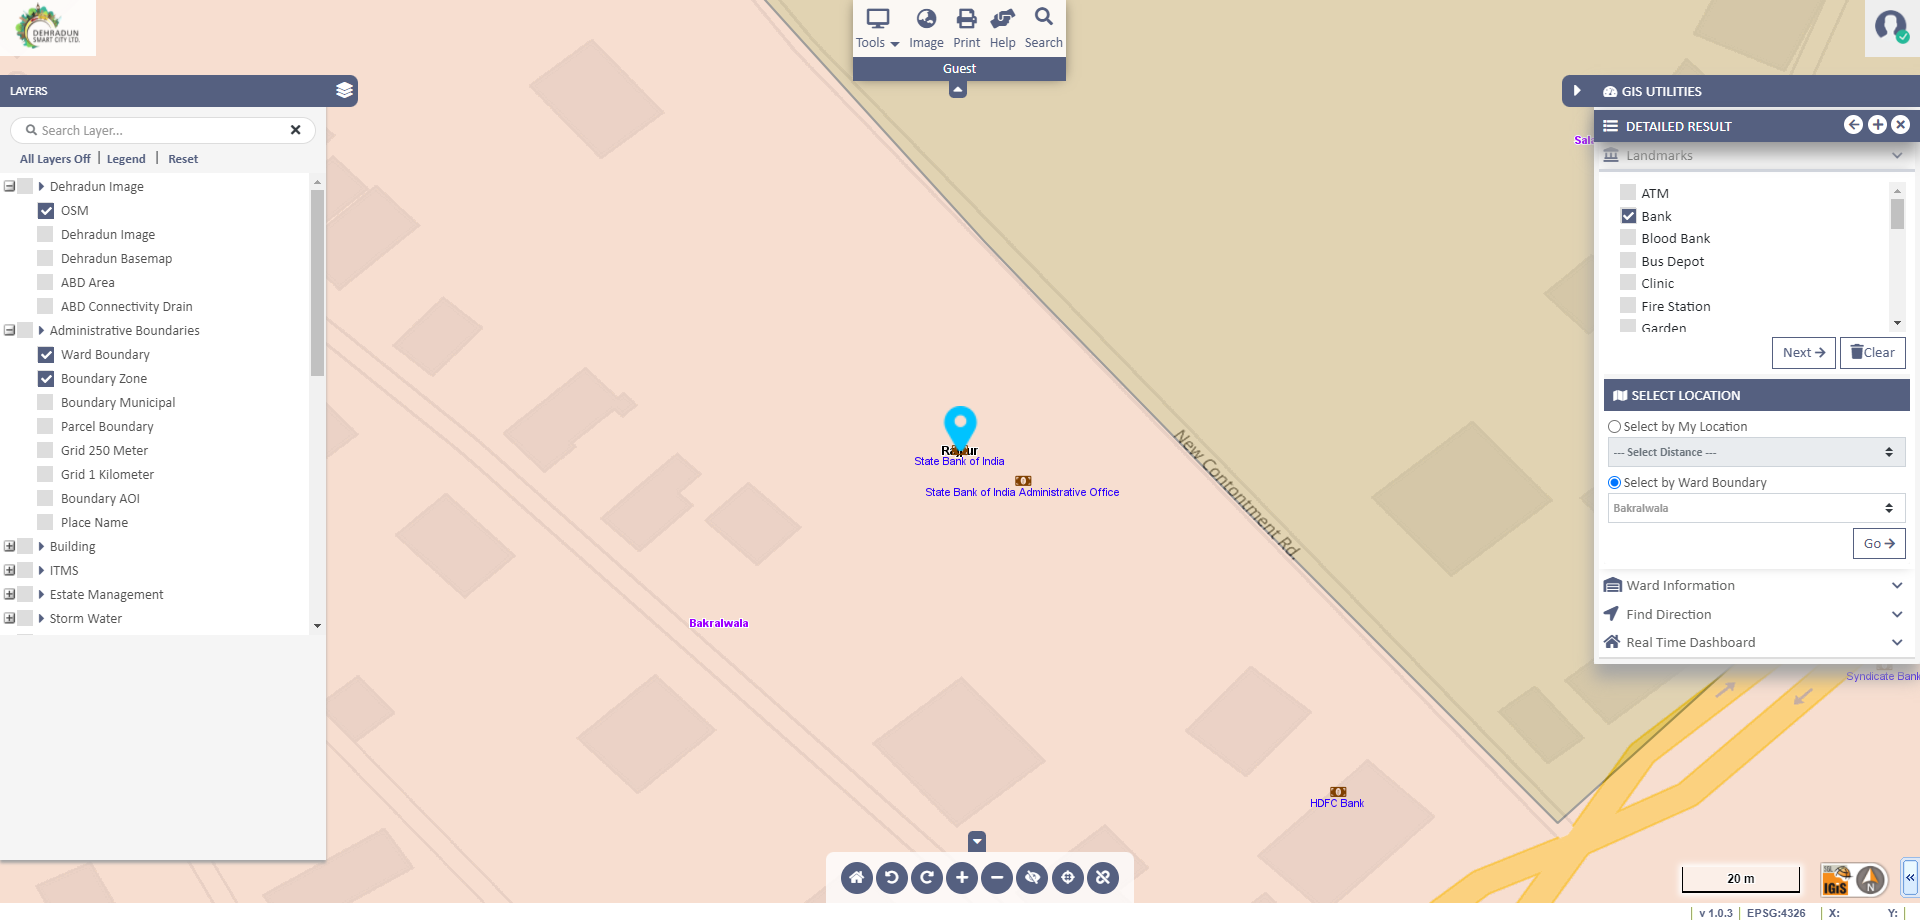 DEHRADUN
SMART CITY LTD.
Tools
Image
Print
Help
Search
Guest
LAYERS
Search Layer...
All Layers Off
Legend
Reset
Dehradun Image
OSM
Dehradun Image
Dehradun Basemap
ABD Area
ABD Connectivity Drain
Administrative Boundaries
Ward Boundary
Boundary Zone
Boundary Municipal
Parcel Boundary
Grid 250 Meter
Grid 1 Kilometer
Boundary AOI
Place Name
Building
ITMS
Estate Management
Storm Water
State Bank of India
State Bank of India Administrative Office
New Contontment Rd.
Bakralwala
HDFC Bank
Syndicate Bank
GIS UTILITIES
DETAILED RESULT
Landmarks
ATM
Bank
Blood Bank
Bus Depot
Clinic
Fire Station
Garden
Next
Clear
SELECT LOCATION
Select by My Location
--- Select Distance ---
Select by Ward Boundary
Bakralwala
Go
Ward Information
Find Direction
Real Time Dashboard
20 m
IGiS
N
v 1.0.3
EPSG:4326
X:
Y: